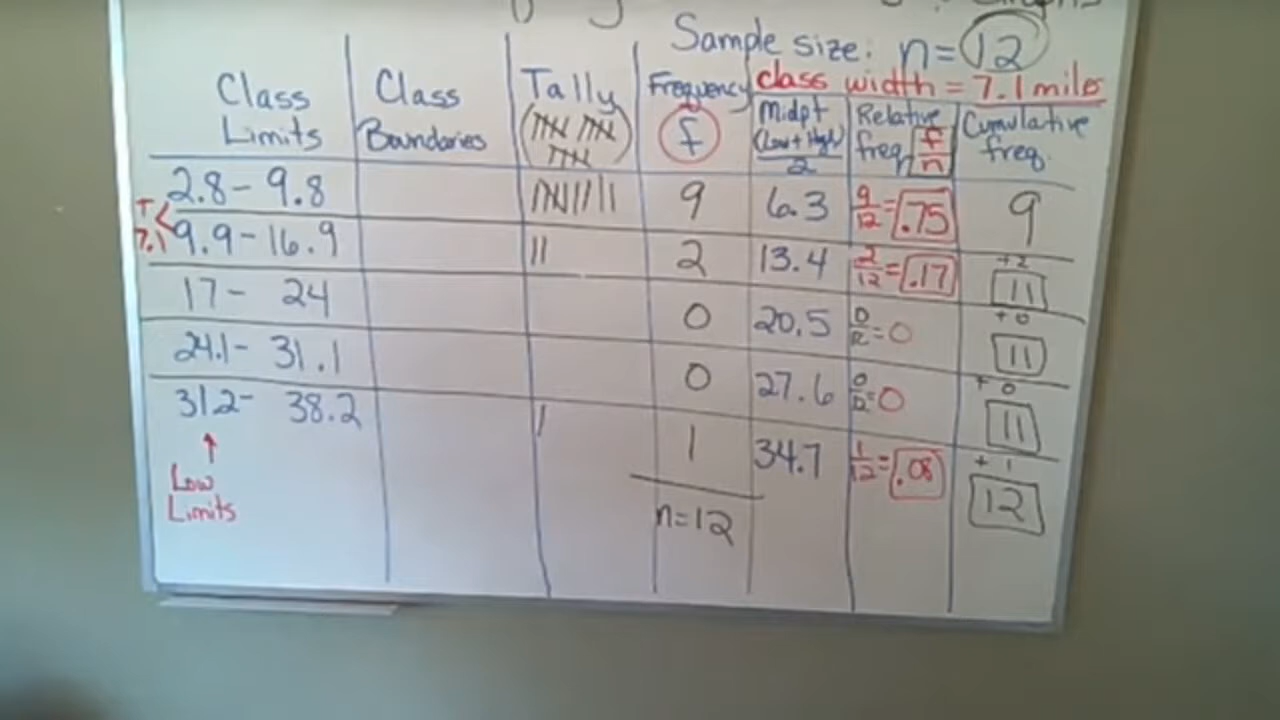 Graphs
Sample size: n = 12
class width = 7.1 miles
Class Limits
Class Boundaries
Tally
Frequency f
Midpt (Low + High) / 2
Relative freq. f/n
Cumulative freq.
2.8 - 9.8 9 6.3 9/12 = .75 9
+ 7.1
9.9 - 16.9 || 2 13.4 2/12 = .17 +2 11
17 - 24 0 20.5 0/12 = 0 +0 11
24.1 - 31.1 0 27.6 0/12 = 0 +0 11
31.2 - 38.2 | 1 34.7 1/12 = .08 +1 12
Low
Limits
n=12